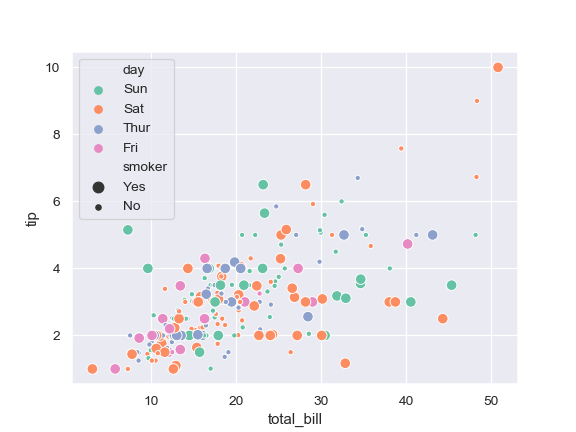 day
Sun
Sat
Thur
Fri
smoker
Yes
No
10
8
6
4
2
tip
10
20
30
40
50
total_bill